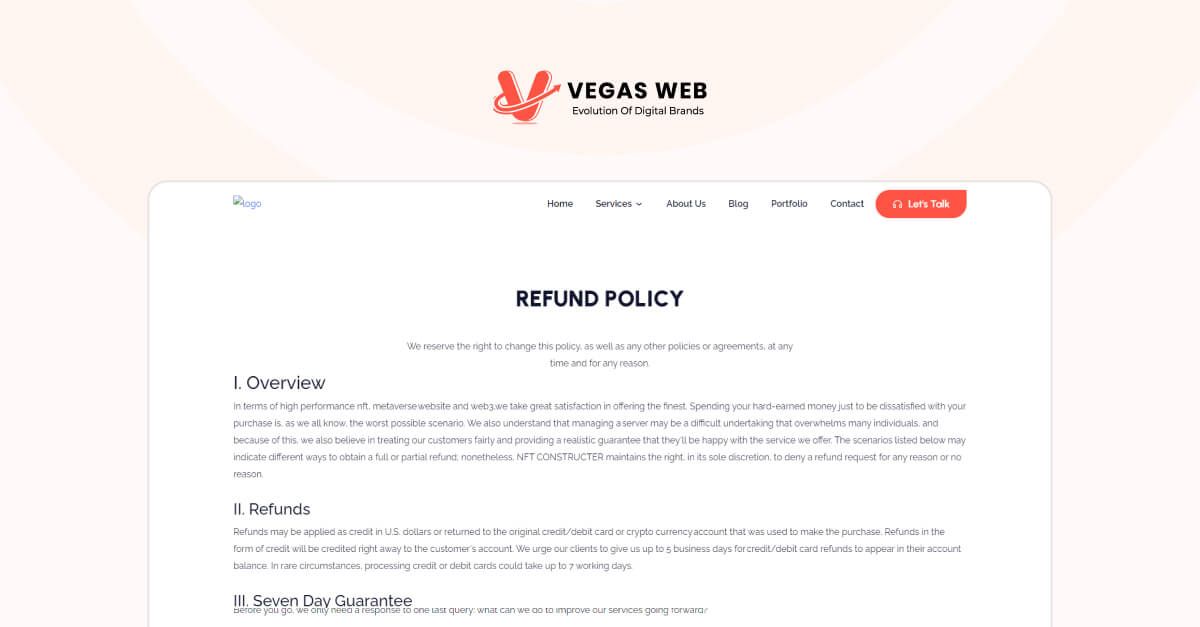 VEGAS WEB
Evolution Of Digital Brands
logo
Home Services About Us Blog Portfolio Contact Let's Talk
REFUND POLICY
We reserve the right to change this policy, as well as any other policies or agreements, at any
time and for any reason.
I. Overview
In terms of high performance nft, metaverse website and web3,we take great satisfaction in offering the finest. Spending your hard-earned money just to be dissatisfied with your
purchase is, as we all know, the worst possible scenario. We also understand that managing a server may be a difficult undertaking that overwhelms many individuals, and
because of this, we also believe in treating our customers fairly and providing a realistic guarantee that they'll be happy with the service we offer. The scenarios listed below may
indicate different ways to obtain a full or partial refund; nonetheless, NFT CONSTRUCTER maintains the right, in its sole discretion, to deny a refund request for any reason or no
reason.
II. Refunds
Refunds may be applied as credit in U.S. dollars or returned to the original credit/debit card or crypto currency account that was used to make the purchase. Refunds in the
form of credit will be credited right away to the customer's account. We urge our clients to give us up to 5 business days for credit/debit card refunds to appear in their account
balance. In rare circumstances, processing credit or debit cards could take up to 7 working days.
III. Seven Day Guarantee
Before you go, we only need a response to one last query: what can we do to improve our services going forward?